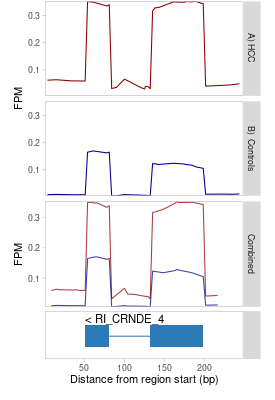 0.3
0.2
0.1
A) HCC
FPM
0.3
0.2
0.1
B) Controls
0.3
0.2
0.1
Combined
FPM
< RI_CRNDE_4
50
100
150
200
Distance from region start (bp)